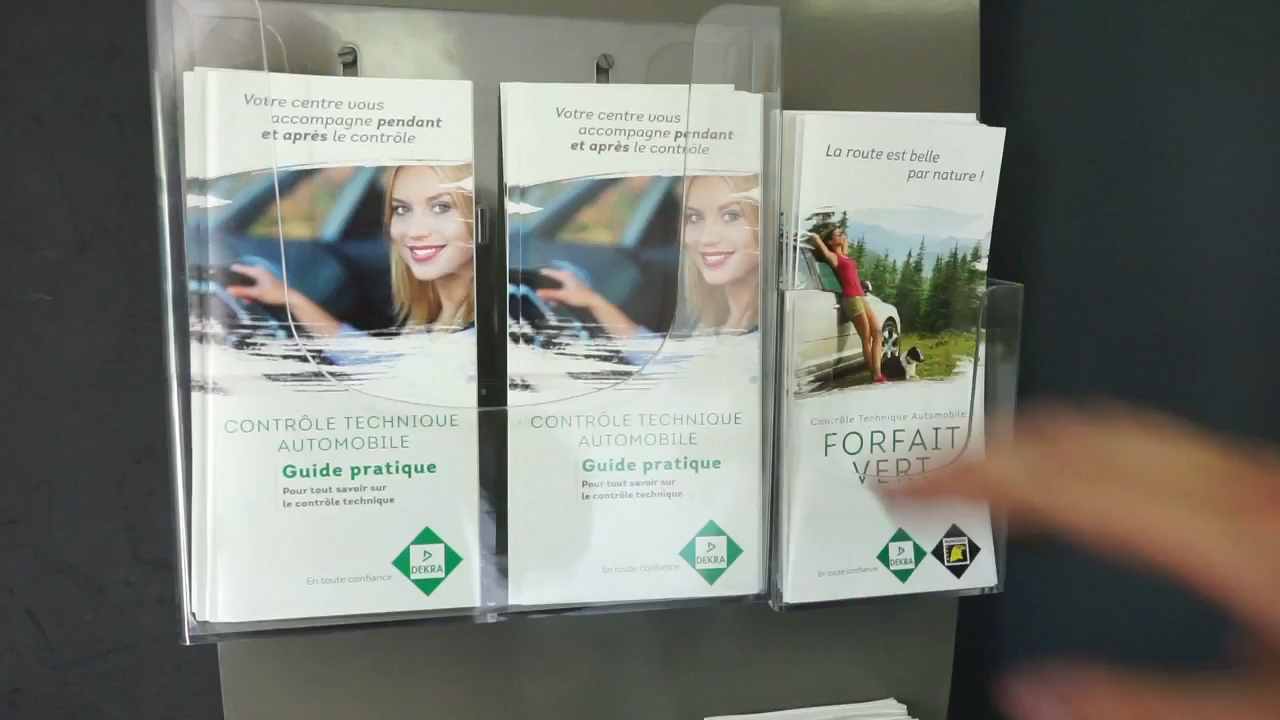 Votre centre vous
accompagne pendant
et après le contrôle
CONTRÔLE TECHNIQUE
AUTOMOBILE
Guide pratique
Pour tout savoir sur
le contrôle technique
En toute confiance
DEKRA
Votre centre vous
accompagne pendant
et après le contrôle
CONTRÔLE TECHNIQUE
AUTOMOBILE
Guide pratique
Pour tout savoir sur
le contrôle technique
En toute confiance
DEKRA
La route est belle
par nature !
Contrôle Technique Automobile
FORFAIT
VERT
En toute confiance
DEKRA